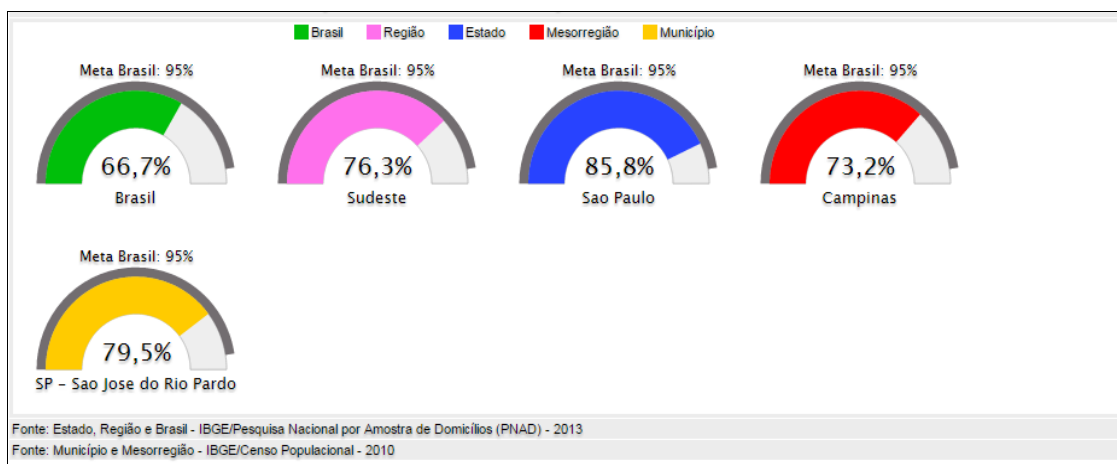 Brasil Região Estado Mesorregião Município
Meta Brasil: 95% Meta Brasil: 95% Meta Brasil: 95% Meta Brasil: 95%
66,7% 76,3% 85,8% 73,2%
Brasil Sudeste Sao Paulo Campinas
Meta Brasil: 95%
79,5%
SP - Sao Jose do Rio Pardo
Fonte: Estado, Região e Brasil - IBGE/Pesquisa Nacional por Amostra de Domicílios (PNAD) - 2013
Fonte: Município e Mesorregião - IBGE/Censo Populacional - 2010